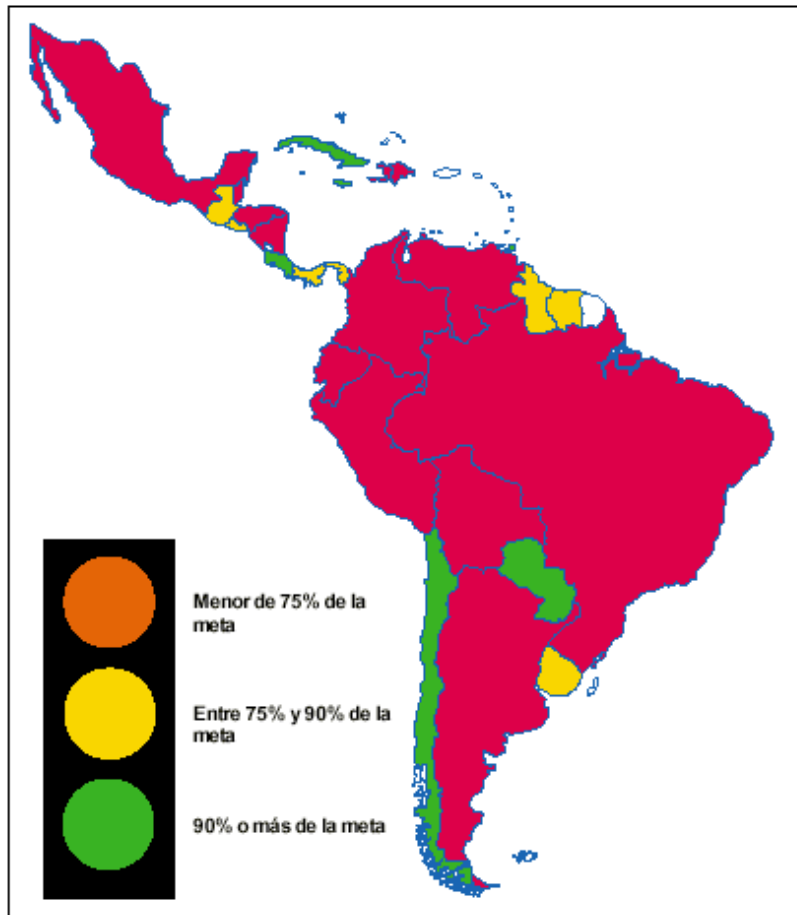 Menor de 75% de la
meta
Entre 75% y 90% de la
meta
90% o más de la meta